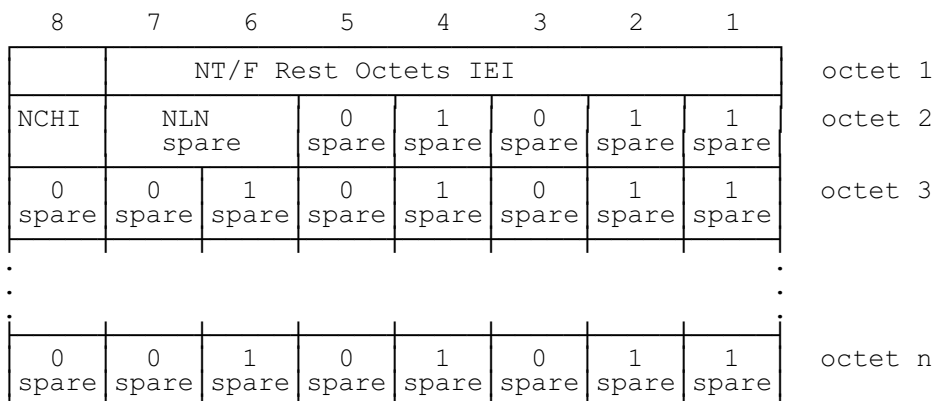 8 7 6 5 4 3 2 1
NT/F Rest Octets IEI octet 1
NCHI NLN 0 1 0 1 1 octet 2
spare spare spare spare spare spare
0 0 1 0 1 0 1 1 octet 3
spare spare spare spare spare spare spare spare
0 0 1 0 1 0 1 1 octet n
spare spare spare spare spare spare spare spare